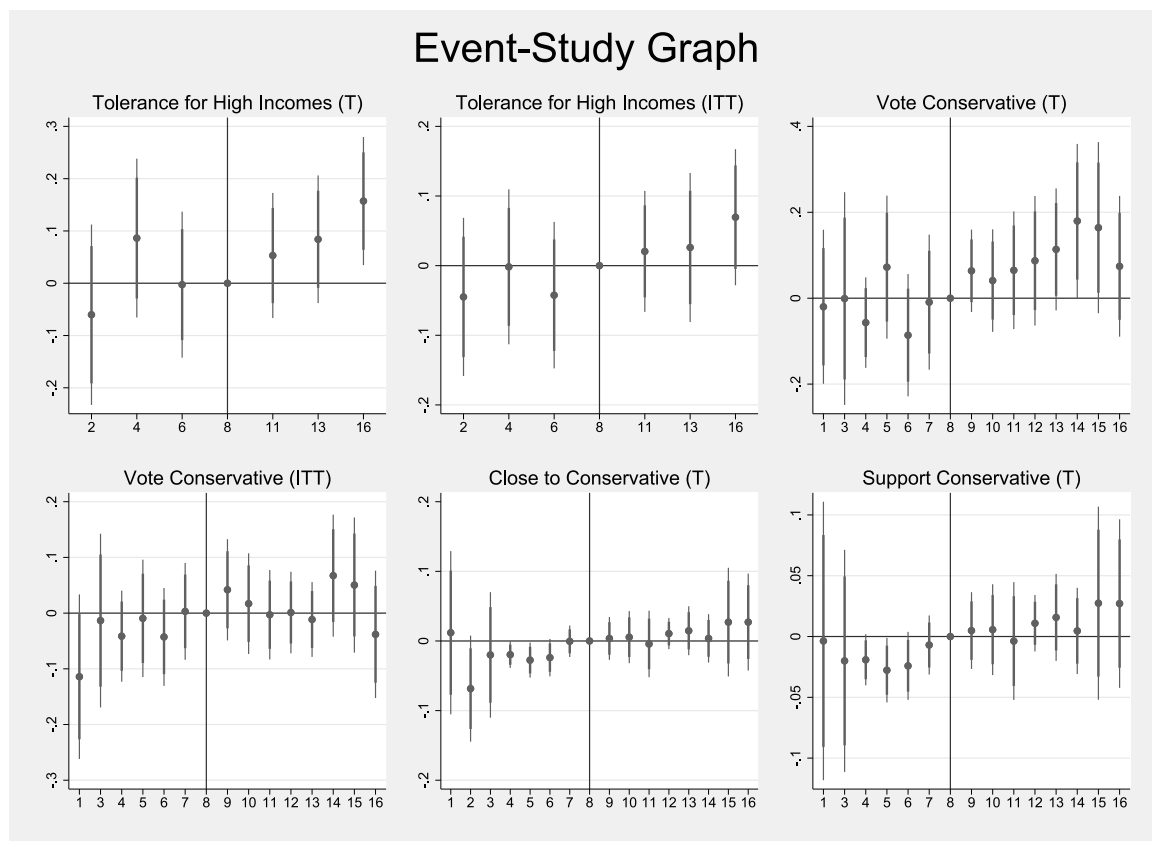 Event-Study Graph
Tolerance for High Incomes (T)
.3
.2
.1
0
-.1
-.2
2 4 6 8 11 13 16
Tolerance for High Incomes (ITT)
.2
.1
0
-.1
-.2
2 4 6 8 11 13 16
Vote Conservative (T)
.4
.2
0
-.2
1 3 4 5 6 7 8 9 10 11 12 13 14 15 16
Vote Conservative (ITT)
.2
.1
0
-.1
-.2
-.3
1 3 4 5 6 7 8 9 10 11 12 13 14 15 16
Close to Conservative (T)
.2
.1
0
-.1
-.2
1 2 3 4 5 6 7 8 9 10 11 12 13 14 15 16
Support Conservative (T)
.1
.05
0
-.05
-.1
1 3 4 5 6 7 8 9 10 11 12 13 14 15 16